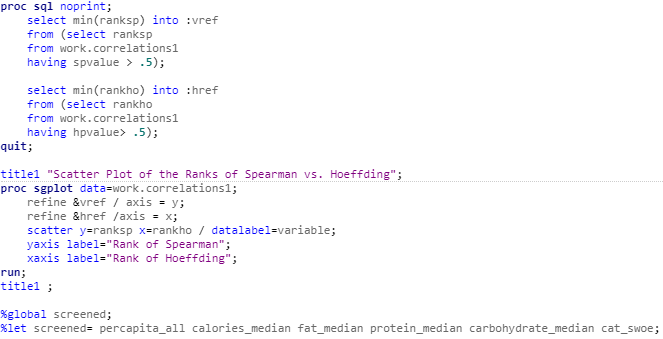 proc sql noprint;
select min(ranksp) into :vref
from (select ranksp
from work.correlations1
having spvalue > .5);
select min(rankho) into :href
from (select rankho
from work.correlations1
having hpvalue> .5);
quit;
title1 "Scatter Plot of the Ranks of Spearman vs. Hoeffding";
proc sgplot data=work.correlations1;
refine &vref / axis = y;
refine &href /axis = x;
scatter y=ranksp x=rankho / datalabel=variable;
yaxis label="Rank of Spearman";
xaxis label="Rank of Hoeffding";
run;
title1 ;
%global screened;
%let screened= percapita_all calories_median fat_median protein_median carbohydrate_median cat_swoe;